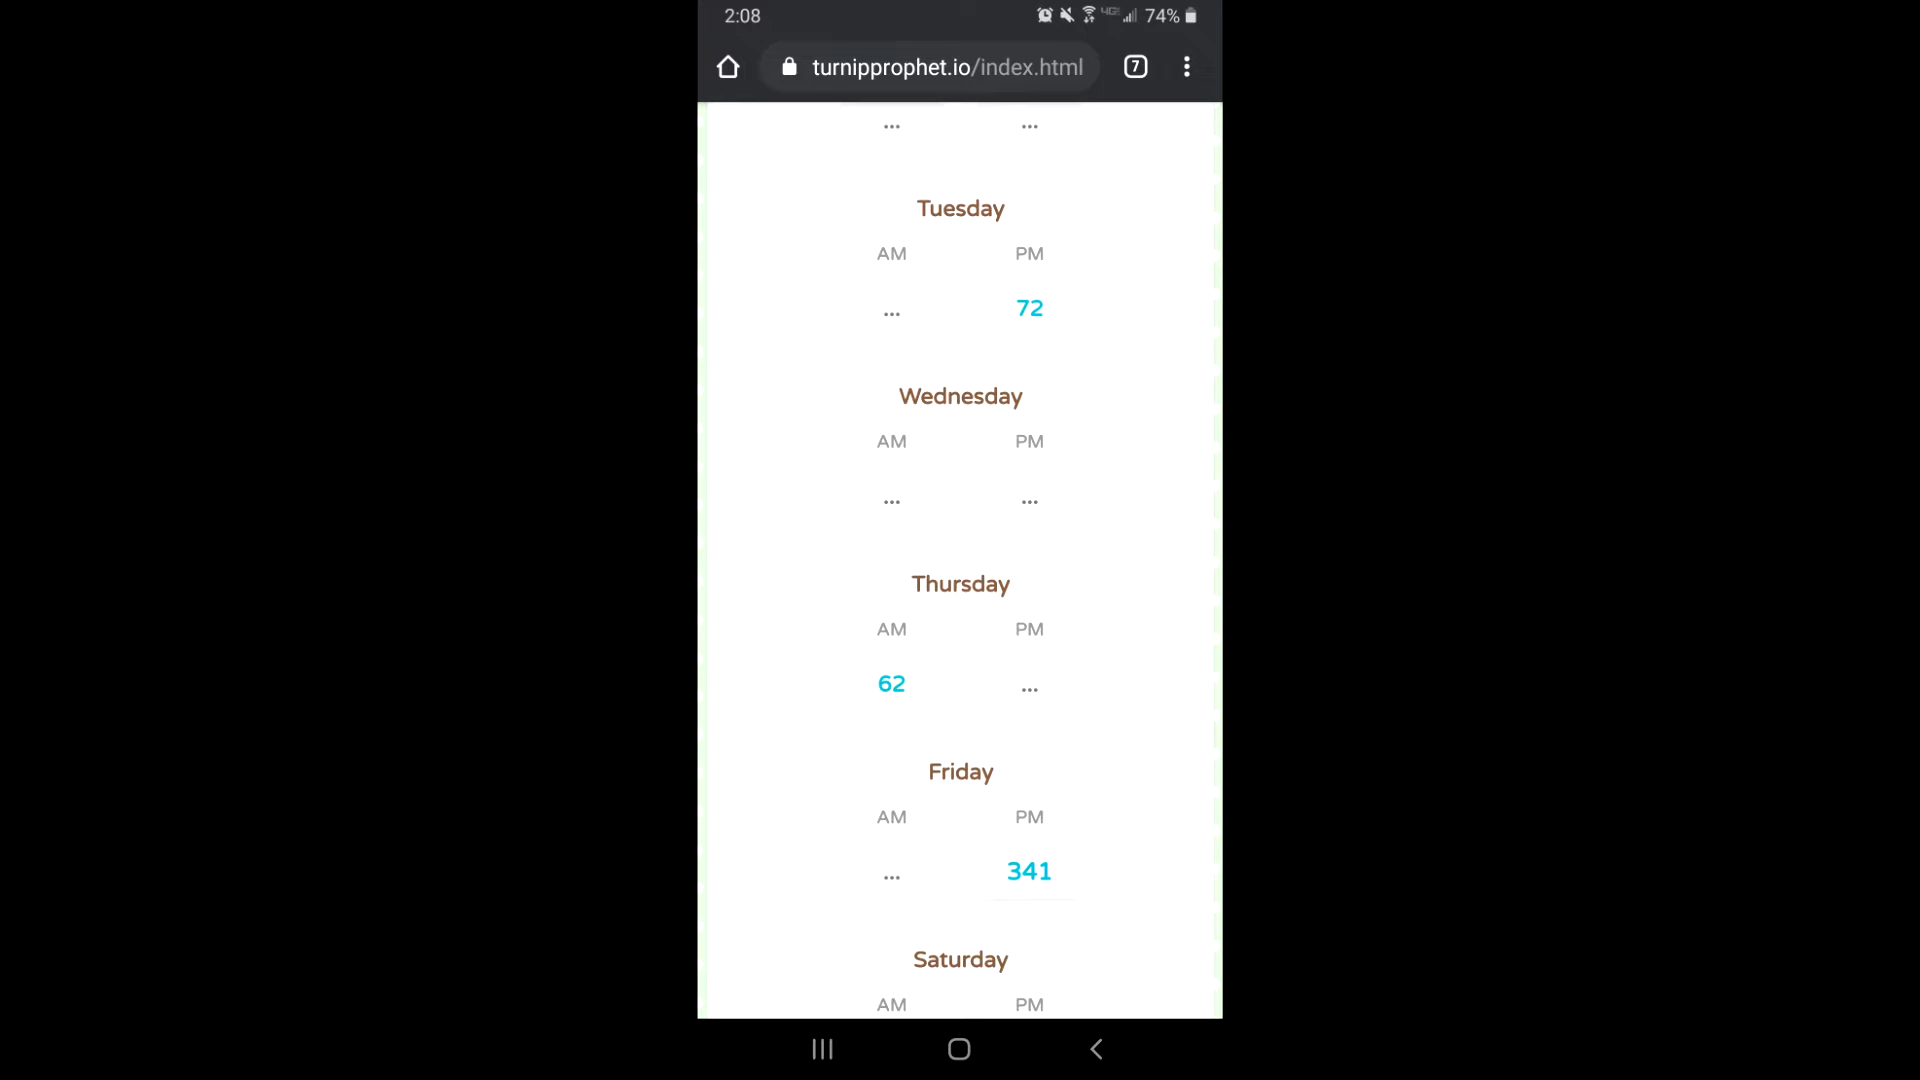 2:08
4GE 74%
turnipprophet.io/index.html 7
... ...
Tuesday
AM PM
... 72
Wednesday
AM PM
... ...
Thursday
AM PM
62 ...
Friday
AM PM
... 341
Saturday
AM PM